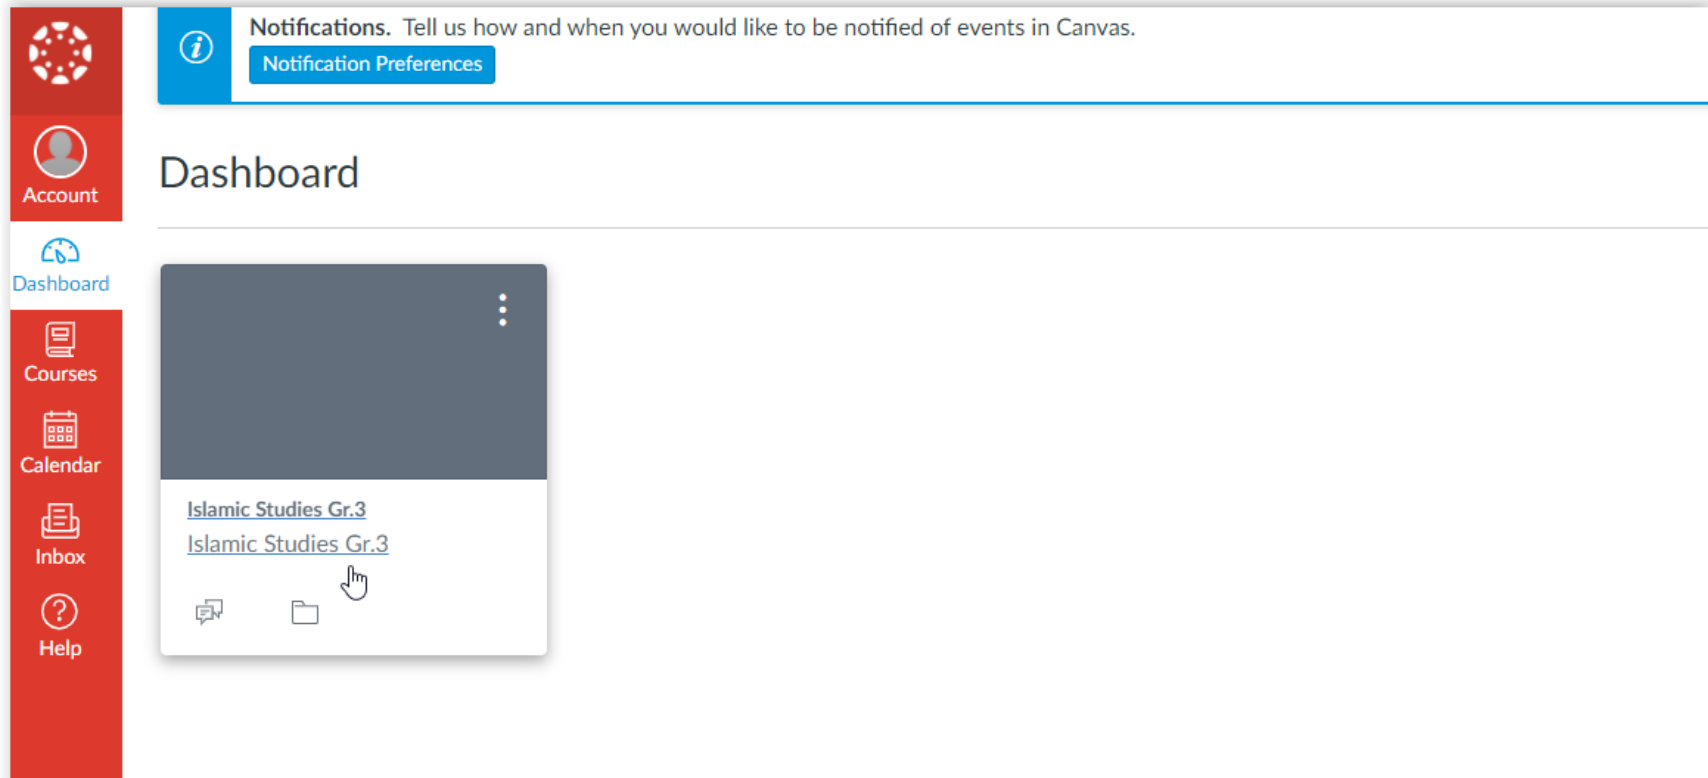 Notifications. Tell us how and when you would like to be notified of events in Canvas.
Notification Preferences
Account
Dashboard
Courses
Calendar
Inbox
Help
Dashboard
Islamic Studies Gr.3
Islamic Studies Gr.3